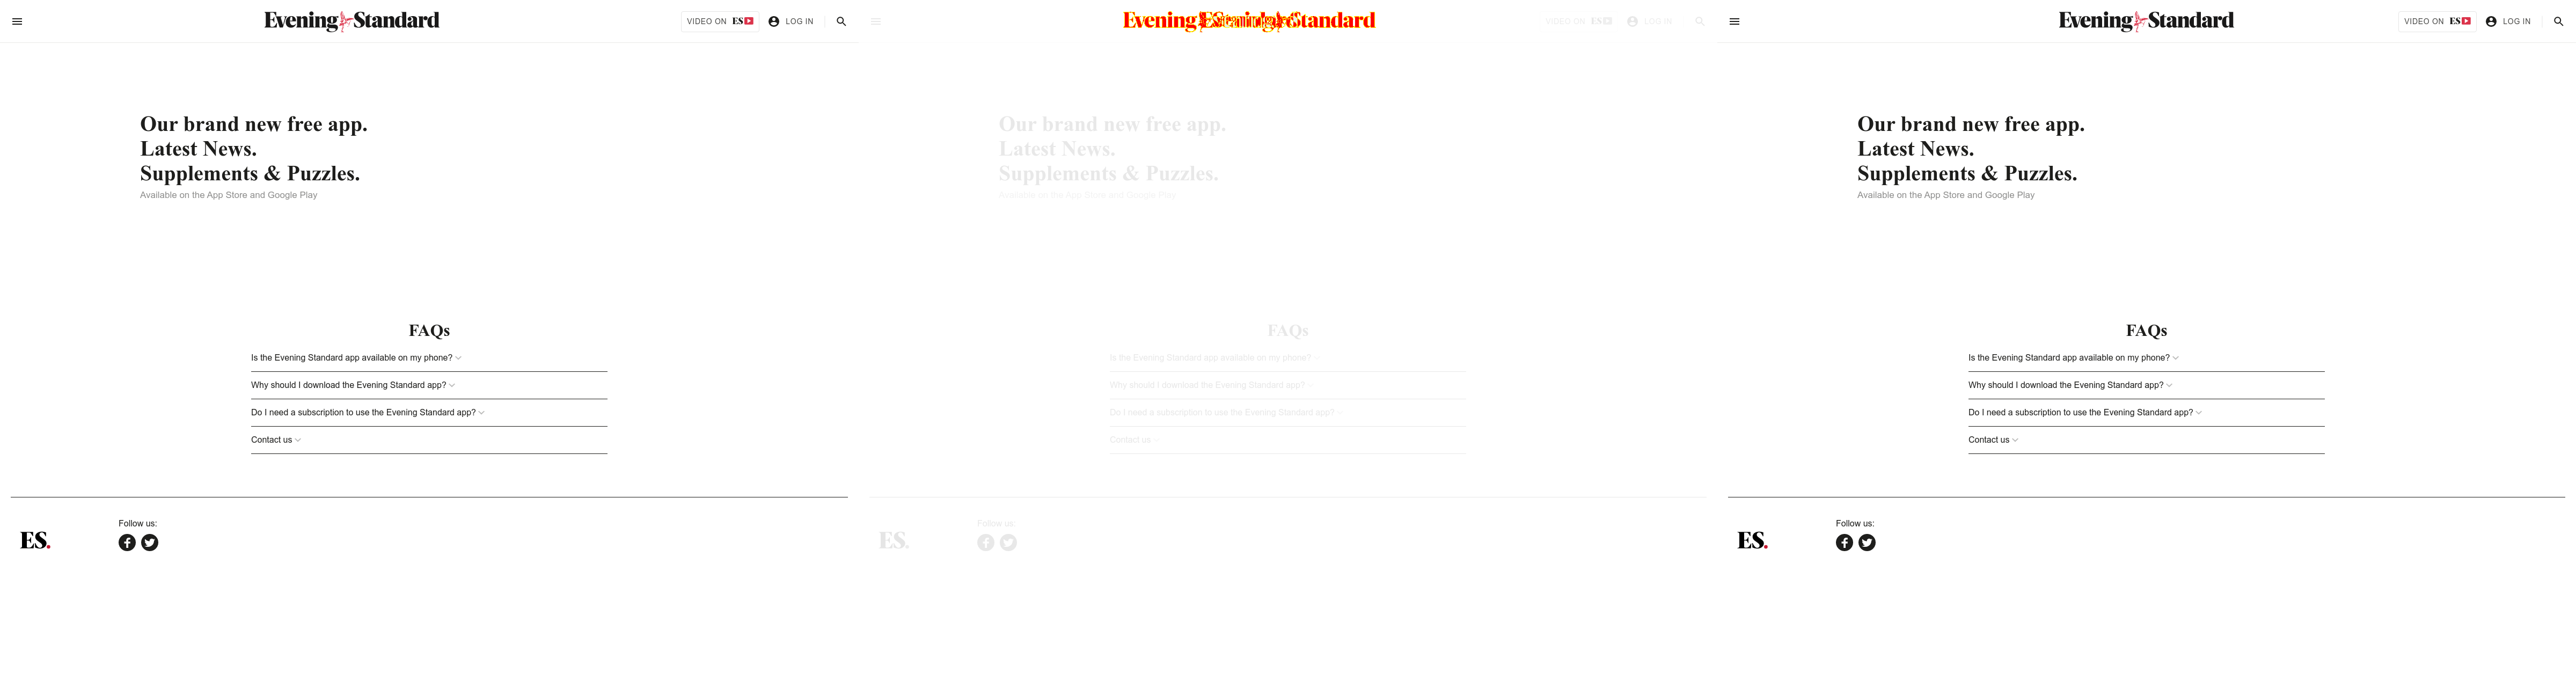 Evening Standard
VIDEO ON ES
LOG IN
Our brand new free app.
Latest News.
Supplements & Puzzles.
Available on the App Store and Google Play
FAQs
Is the Evening Standard app available on my phone?
Why should I download the Evening Standard app?
Do I need a subscription to use the Evening Standard app?
Contact us
ES.
Follow us:
Evening Standard
VIDEO ON ES
LOG IN
Our brand new free app.
Latest News.
Supplements & Puzzles.
Available on the App Store and Google Play
FAQs
Is the Evening Standard app available on my phone?
Why should I download the Evening Standard app?
Do I need a subscription to use the Evening Standard app?
Contact us
ES.
Follow us:
Evening Standard
VIDEO ON ES
LOG IN
Our brand new free app.
Latest News.
Supplements & Puzzles.
Available on the App Store and Google Play
FAQs
Is the Evening Standard app available on my phone?
Why should I download the Evening Standard app?
Do I need a subscription to use the Evening Standard app?
Contact us
ES.
Follow us: